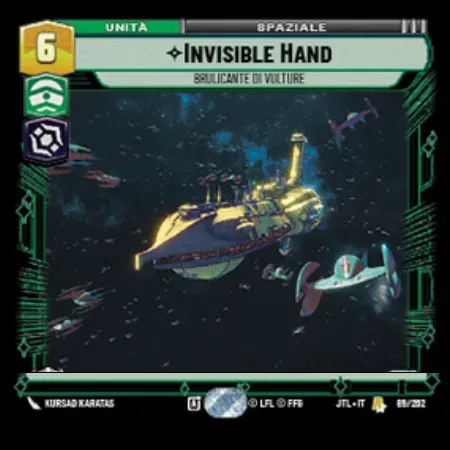 UNITÀ SPAZIALE
6
INVISIBLE HAND
BRULICANTE DI VULTURE
KURSAD KARATAS © LFL © FFG JTL • IT 89/262